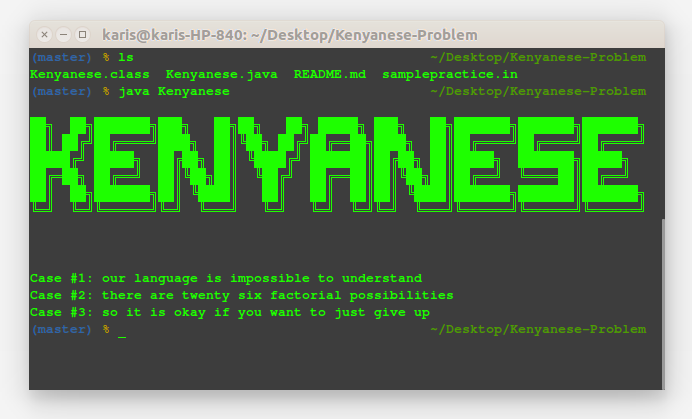 karis@karis-HP-840: ~/Desktop/Kenyanese-Problem
(master) % ls ~/Desktop/Kenyanese-Problem
Kenyanese.class Kenyanese.java README.md samplepractice.in
(master) % java Kenyanese ~/Desktop/Kenyanese-Problem
KENYANESE
Case #1: our language is impossible to understand
Case #2: there are twenty six factorial possibilities
Case #3: so it is okay if you want to just give up
(master) % _ ~/Desktop/Kenyanese-Problem